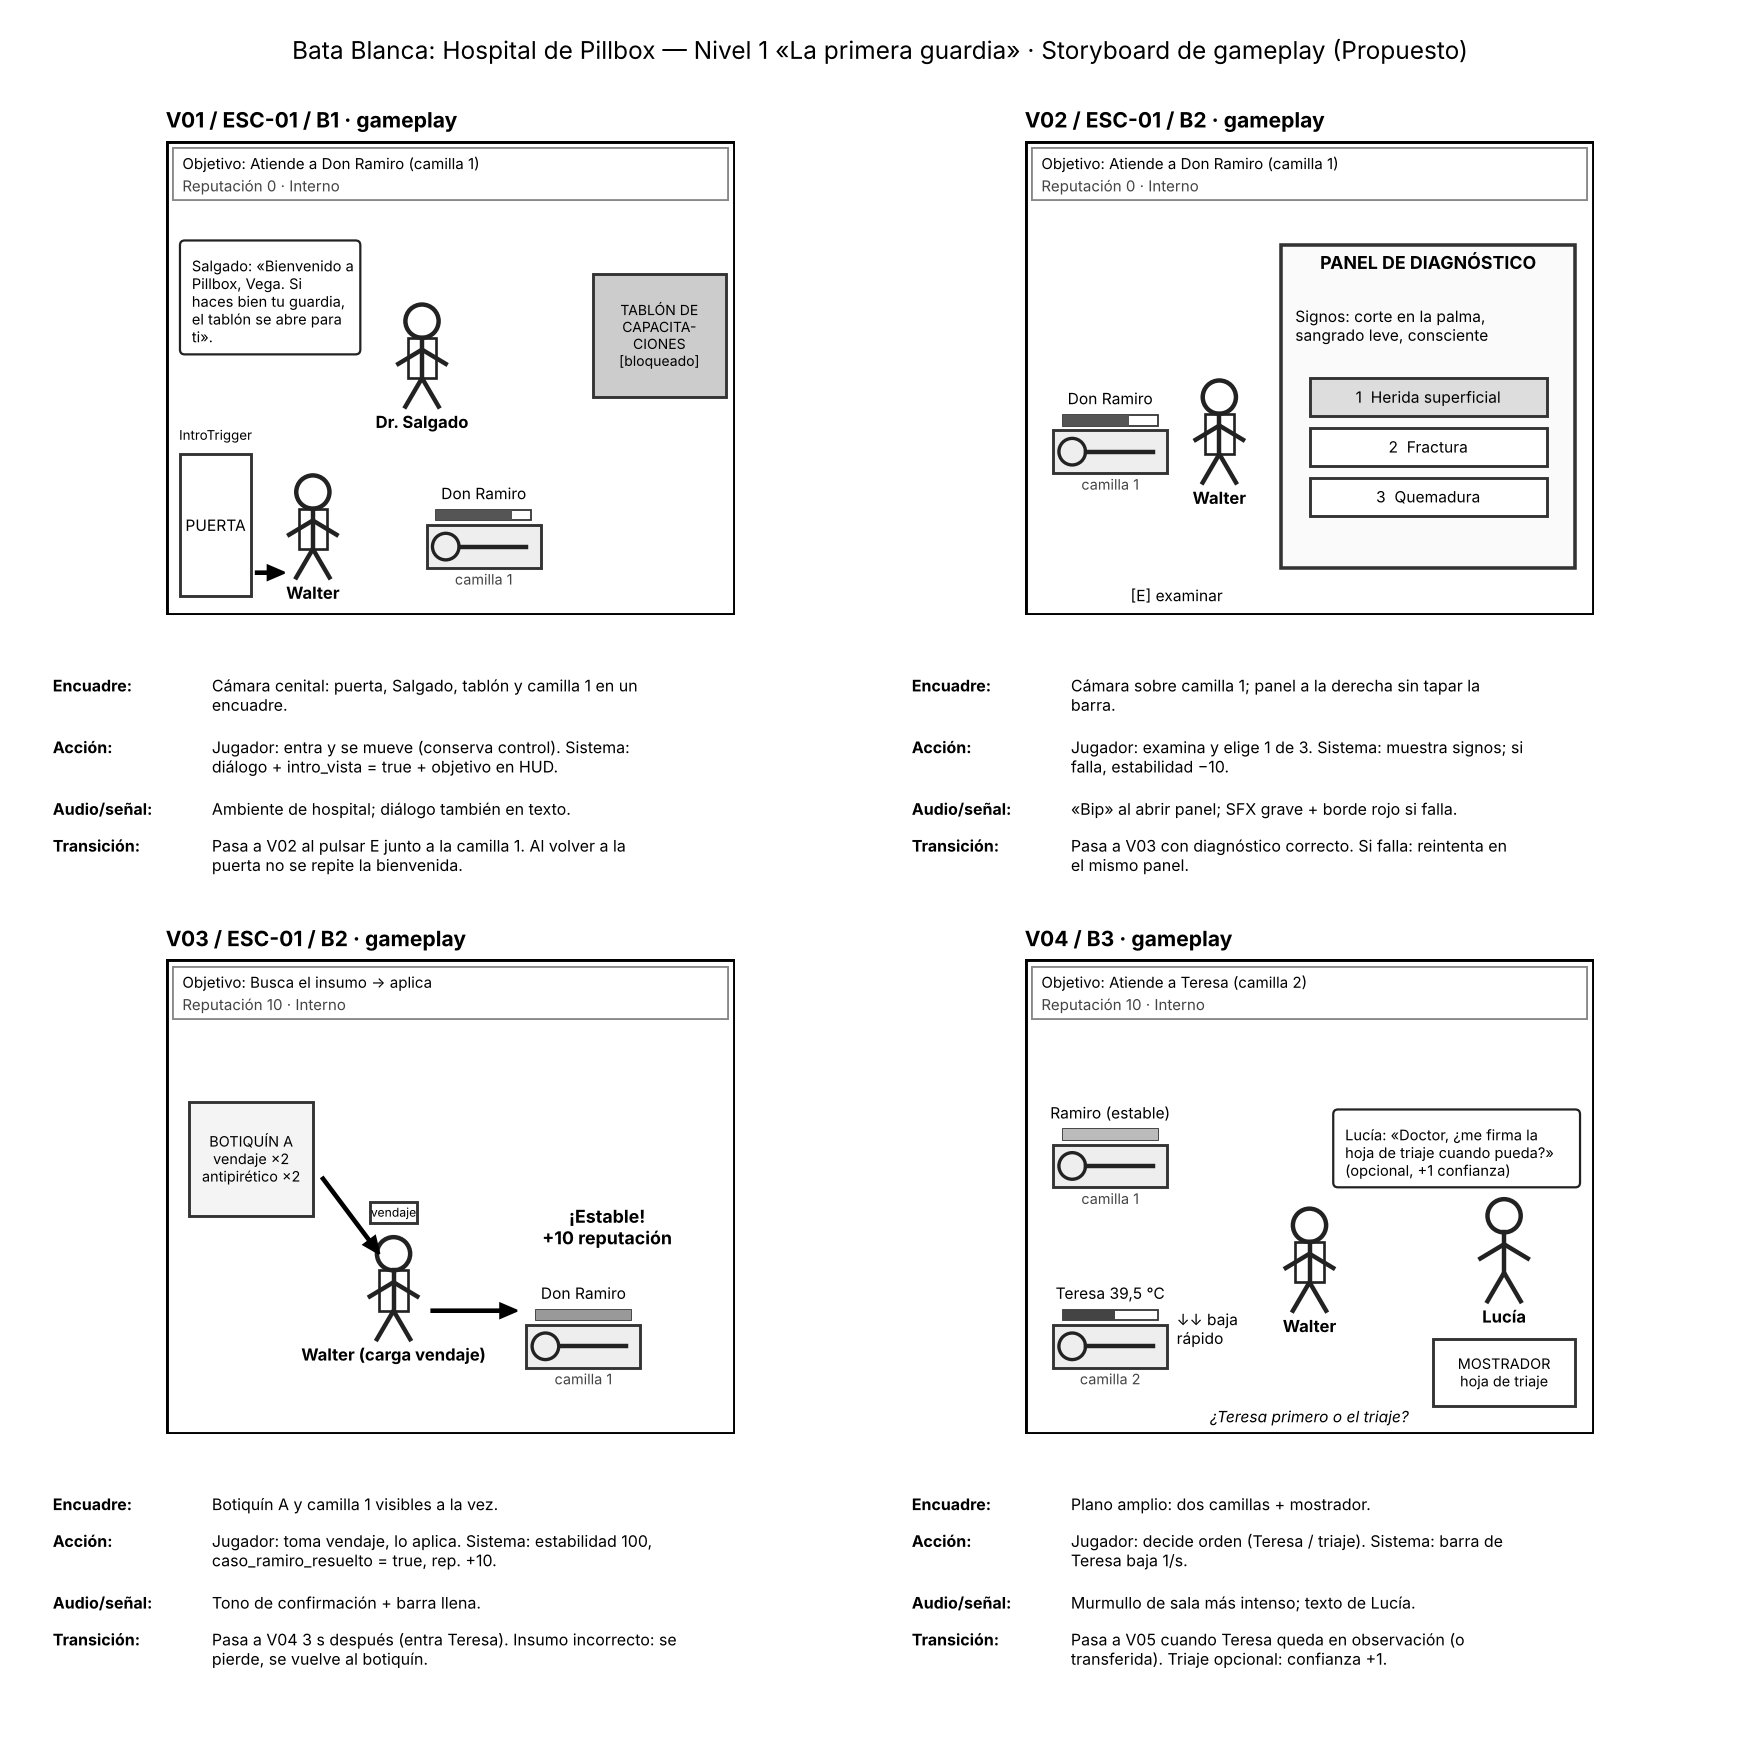 Bata Blanca: Hospital de Pillbox — Nivel 1 «La primera guardia» · Storyboard de gameplay (Propuesto)
V01 / ESC-01 / B1 · gameplay
Objetivo: Atiende a Don Ramiro (camilla 1)
Reputación 0 · Interno
Salgado: «Bienvenido a
Pillbox, Vega. Si
haces bien tu guardia,
el tablón se abre para
ti».
TABLÓN DE
CAPACITA-
CIONES
[bloqueado]
Dr. Salgado
IntroTrigger
PUERTA
Walter
Don Ramiro
camilla 1
Encuadre: Cámara cenital: puerta, Salgado, tablón y camilla 1 en un
encuadre.
Acción: Jugador: entra y se mueve (conserva control). Sistema:
diálogo + intro_vista = true + objetivo en HUD.
Audio/señal: Ambiente de hospital; diálogo también en texto.
Transición: Pasa a V02 al pulsar E junto a la camilla 1. Al volver a la
puerta no se repite la bienvenida.
V02 / ESC-01 / B2 · gameplay
Objetivo: Atiende a Don Ramiro (camilla 1)
Reputación 0 · Interno
PANEL DE DIAGNÓSTICO
Signos: corte en la palma,
sangrado leve, consciente
1 Herida superficial
2 Fractura
3 Quemadura
Don Ramiro
camilla 1
Walter
[E] examinar
Encuadre: Cámara sobre camilla 1; panel a la derecha sin tapar la
barra.
Acción: Jugador: examina y elige 1 de 3. Sistema: muestra signos; si
falla, estabilidad −10.
Audio/señal: «Bip» al abrir panel; SFX grave + borde rojo si falla.
Transición: Pasa a V03 con diagnóstico correcto. Si falla: reintenta en
el mismo panel.
V03 / ESC-01 / B2 · gameplay
Objetivo: Busca el insumo → aplica
Reputación 10 · Interno
BOTIQUÍN A
vendaje ×2
antipirético ×2
vendaje
¡Estable!
+10 reputación
Don Ramiro
Walter (carga vendaje)
camilla 1
Encuadre: Botiquín A y camilla 1 visibles a la vez.
Acción: Jugador: toma vendaje, lo aplica. Sistema: estabilidad 100,
caso_ramiro_resuelto = true, rep. +10.
Audio/señal: Tono de confirmación + barra llena.
Transición: Pasa a V04 3 s después (entra Teresa). Insumo incorrecto: se
pierde, se vuelve al botiquín.
V04 / B3 · gameplay
Objetivo: Atiende a Teresa (camilla 2)
Reputación 10 · Interno
Ramiro (estable)
camilla 1
Lucía: «Doctor, ¿me firma la
hoja de triaje cuando pueda?»
(opcional, +1 confianza)
Teresa 39,5 °C
↓↓ baja
rápido
camilla 2
Walter
Lucía
MOSTRADOR
hoja de triaje
¿Teresa primero o el triaje?
Encuadre: Plano amplio: dos camillas + mostrador.
Acción: Jugador: decide orden (Teresa / triaje). Sistema: barra de
Teresa baja 1/s.
Audio/señal: Murmullo de sala más intenso; texto de Lucía.
Transición: Pasa a V05 cuando Teresa queda en observación (o
transferida). Triaje opcional: confianza +1.